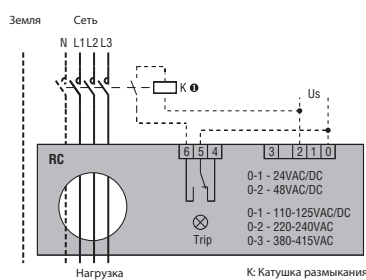 Земля
Сеть
N L1 L2 L3
K ❶
Us
6 5 4
3 2 1 0
RC
0-1 - 24VAC/DC
0-2 - 48VAC/DC
0-1 - 110-125VAC/DC
0-2 - 220-240VAC
0-3 - 380-415VAC
Trip
Нагрузка
К: Катушка размыкания